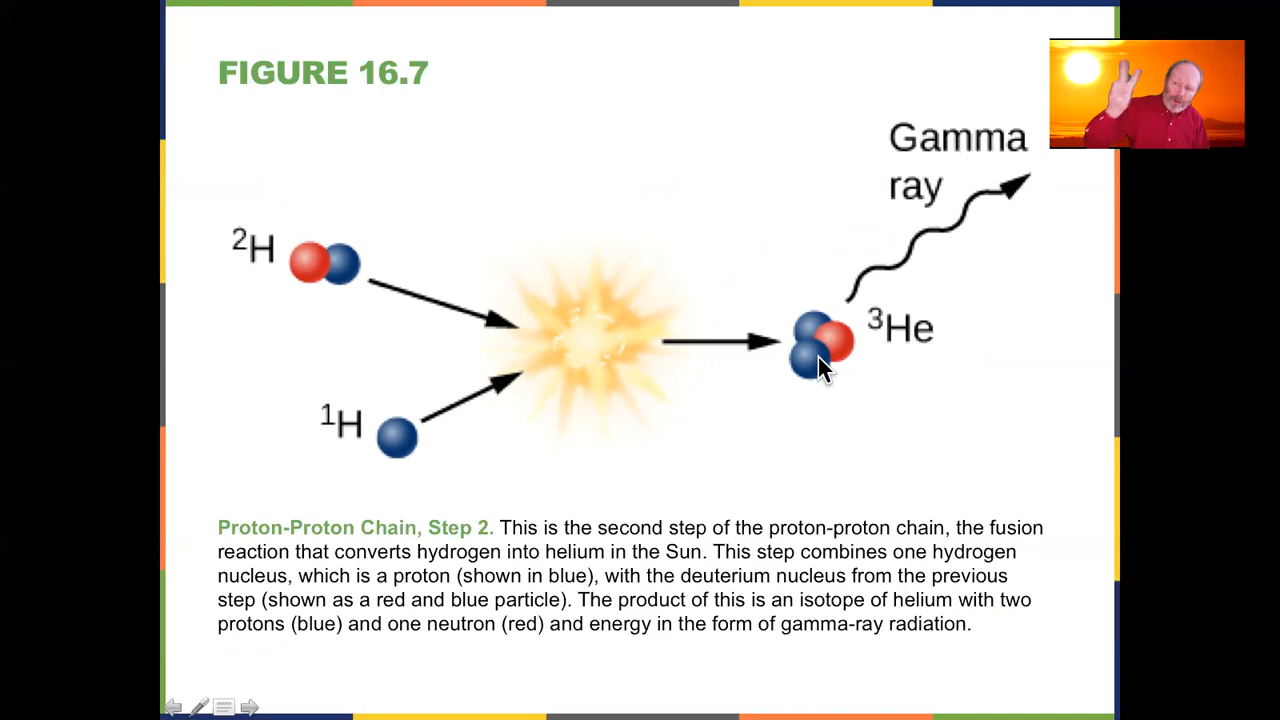 FIGURE 16.7
Gamma
ray
²H
³He
¹H
Proton-Proton Chain, Step 2. This is the second step of the proton-proton chain, the fusion
reaction that converts hydrogen into helium in the Sun. This step combines one hydrogen
nucleus, which is a proton (shown in blue), with the deuterium nucleus from the previous
step (shown as a red and blue particle). The product of this is an isotope of helium with two
protons (blue) and one neutron (red) and energy in the form of gamma-ray radiation.